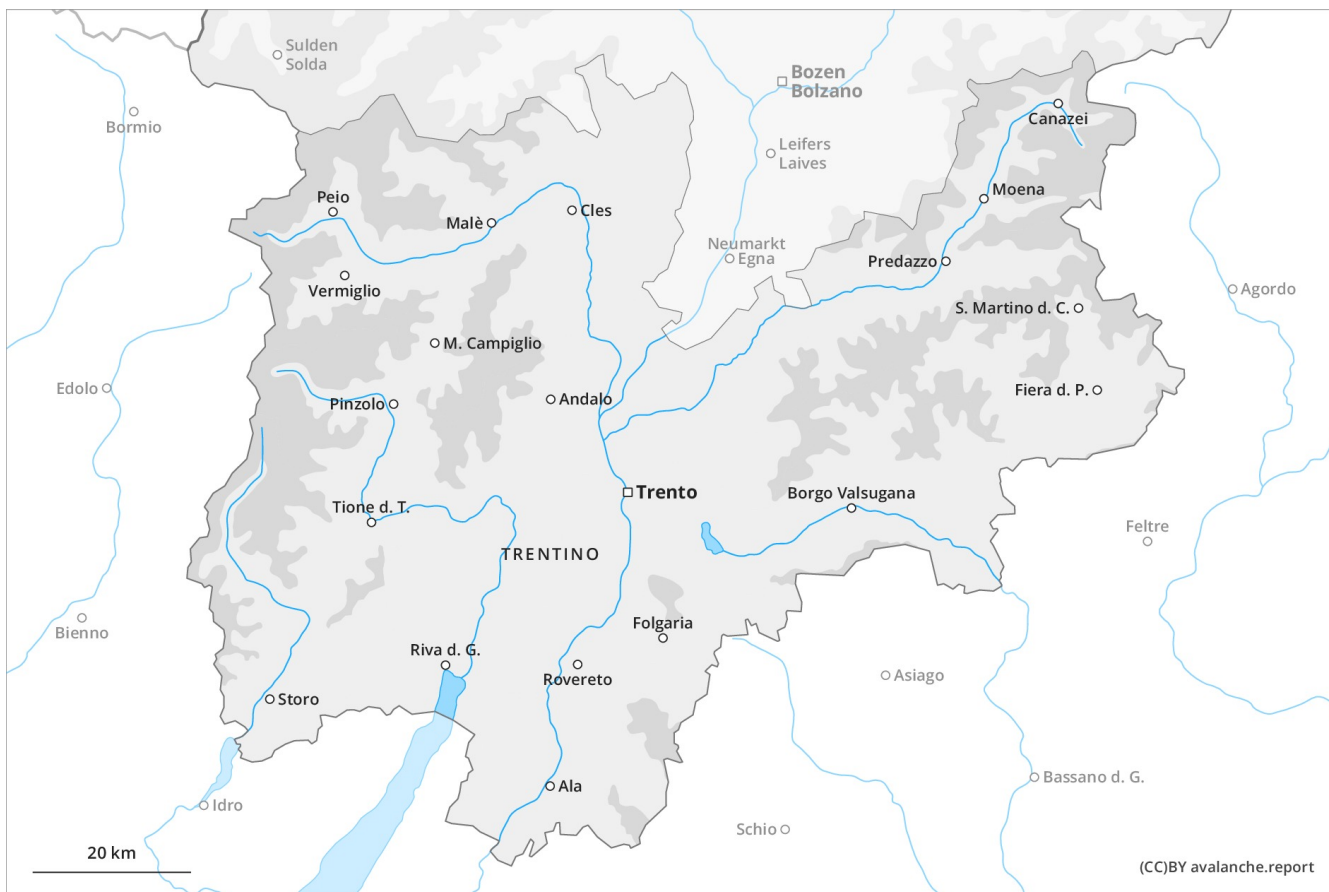 Sulden
Solda
Bozen
Bolzano
Canazei
Bormio
Leifers
Laives
Peio
Moena
Malè
Cles
Neumarkt
Egna
Predazzo
Vermiglio
Agordo
S. Martino d. C.
M. Campiglio
Edolo
Fiera d. P.
Pinzolo
Andalo
Trento
Borgo Valsugana
Tione d. T.
Feltre
TRENTINO
Folgaria
Bienno
Riva d. G.
Rovereto
Asiago
Storo
Bassano d. G.
Ala
Idro
Schio
20 km
(CC)BY avalanche.report